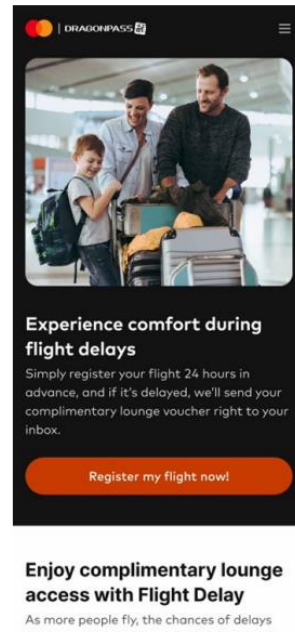 DRAGONPASS
Experience comfort during
flight delays
Simply register your flight 24 hours in
advance, and if it's delayed, we'll send your
complimentary lounge voucher right to your
inbox.
Register my flight now!
Enjoy complimentary lounge
access with Flight Delay
As more people fly, the chances of delays